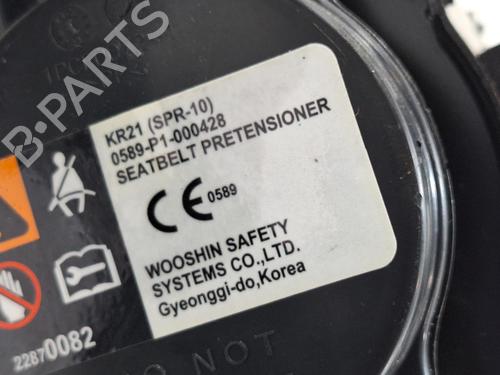 B-PARTS
KR21 (SPR-10)
0589-P1-000428
SEATBELT PRETENSIONER
CE 0589
WOOSHIN SAFETY
SYSTEMS CO.,LTD.
Gyeonggi-do,Korea
22870082
NOT